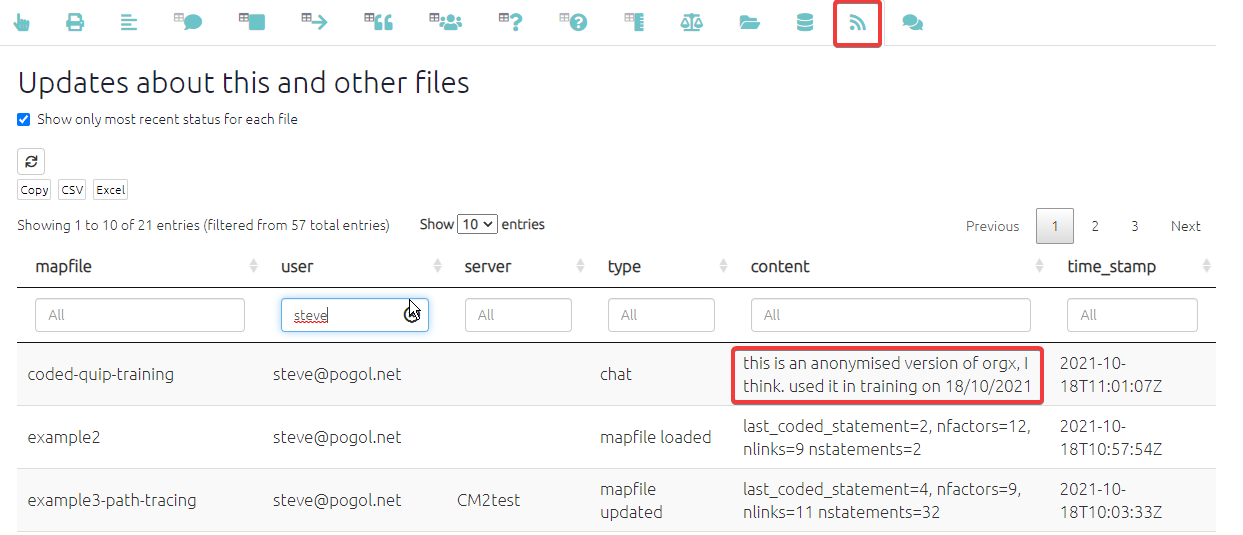 Updates about this and other files
Show only most recent status for each file
Copy CSV Excel
Showing 1 to 10 of 21 entries (filtered from 57 total entries) Show 10 entries Previous 1 2 3 Next
mapfile user server type content time_stamp
All steve All All All All
coded-quip-training steve@pogol.net chat this is an anonymised version of orgx, I 2021-10-
think. used it in training on 18/10/2021 18T11:01:07Z
example2 steve@pogol.net mapfile loaded last_coded_statement=2, nfactors=12, 2021-10-
nlinks=9 nstatements=2 18T10:57:54Z
example3-path-tracing steve@pogol.net CM2test mapfile last_coded_statement=4, nfactors=9, 2021-10-
updated nlinks=11 nstatements=32 18T10:03:33Z